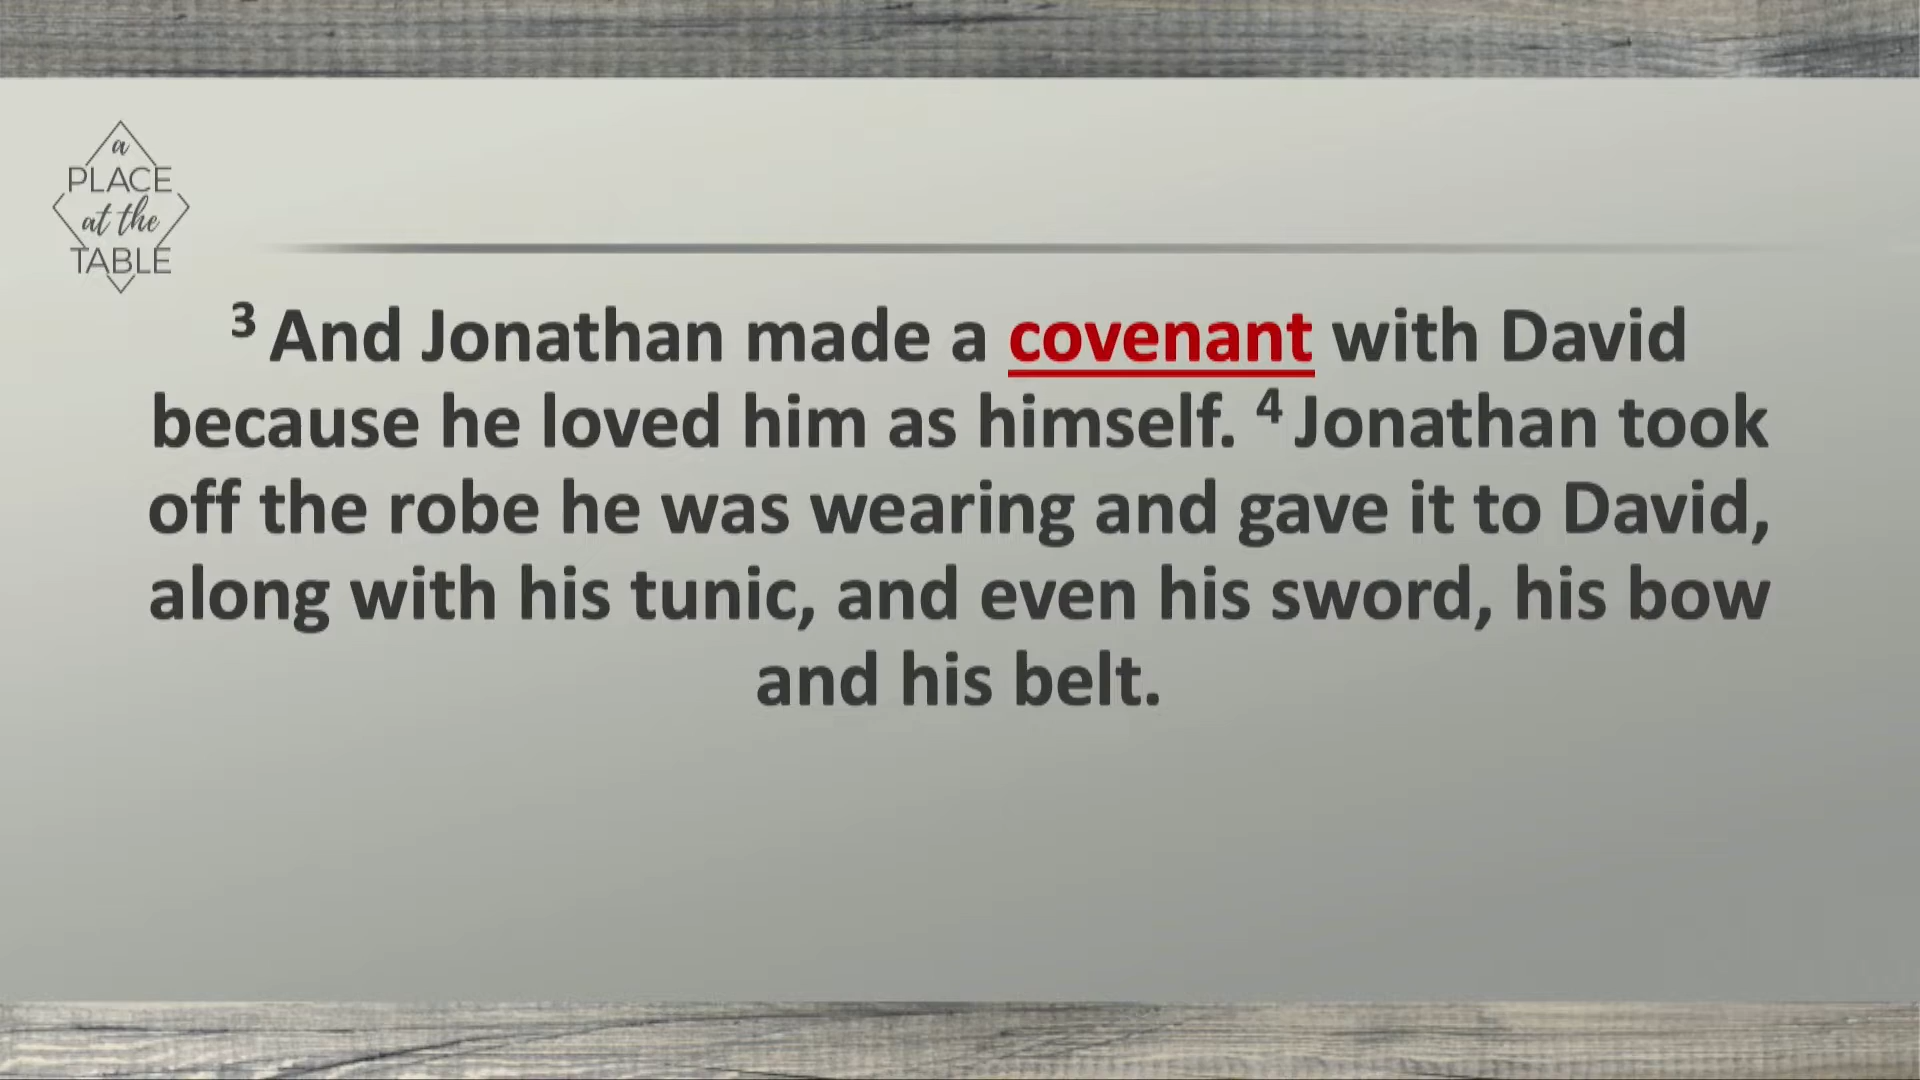 a
PLACE
at the
TABLE
³ And Jonathan made a covenant with David
because he loved him as himself. ⁴ Jonathan took
off the robe he was wearing and gave it to David,
along with his tunic, and even his sword, his bow
and his belt.